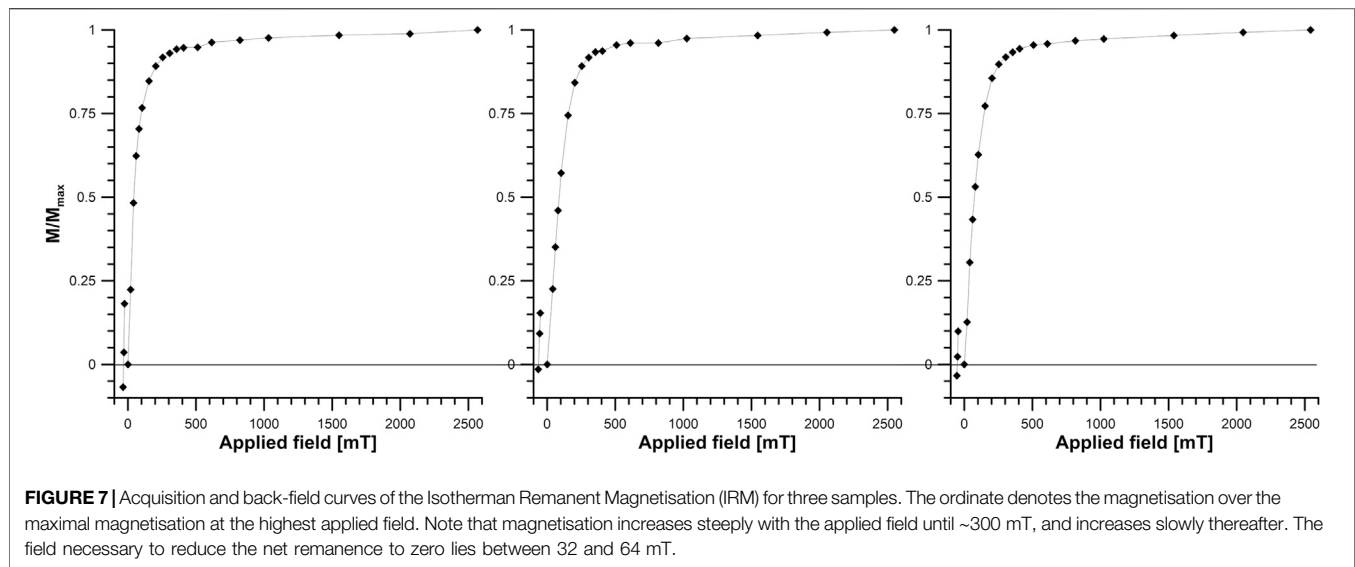 1
0.75
0.5
0.25
0
M/Mmax
0 500 1000 1500 2000 2500
Applied field [mT]
1
0.75
0.5
0.25
0
0 500 1000 1500 2000 2500
Applied field [mT]
1
0.75
0.5
0.25
0
0 500 1000 1500 2000 2500
Applied field [mT]
FIGURE 7 | Acquisition and back-field curves of the Isotherman Remanent Magnetisation (IRM) for three samples. The ordinate denotes the magnetisation over the
maximal magnetisation at the highest applied field. Note that magnetisation increases steeply with the applied field until ~300 mT, and increases slowly thereafter. The
field necessary to reduce the net remanence to zero lies between 32 and 64 mT.